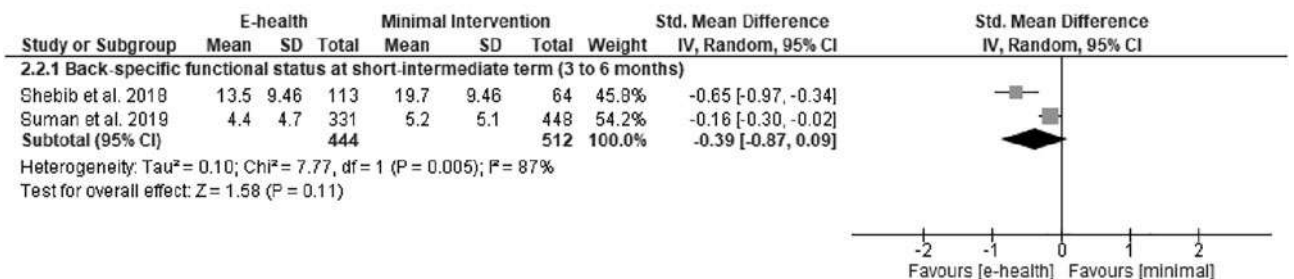 E-health Minimal Intervention Std. Mean Difference Std. Mean Difference
Study or Subgroup Mean SD Total Mean SD Total Weight IV, Random, 95% CI IV, Random, 95% CI
2.2.1 Back-specific functional status at short-intermediate term (3 to 6 months)
Shebib et al. 2018 13.5 9.46 113 19.7 9.46 64 45.8% -0.65 [-0.97, -0.34]
Suman et al. 2019 4.4 4.7 331 5.2 5.1 448 54.2% -0.16 [-0.30, -0.02]
Subtotal (95% CI) 444 512 100.0% -0.39 [-0.87, 0.09]
Heterogeneity: Tau² = 0.10; Chi² = 7.77, df = 1 (P = 0.005); I² = 87%
Test for overall effect: Z = 1.58 (P = 0.11)
-2 -1 0 1 2
Favours [e-health] Favours [minimal]